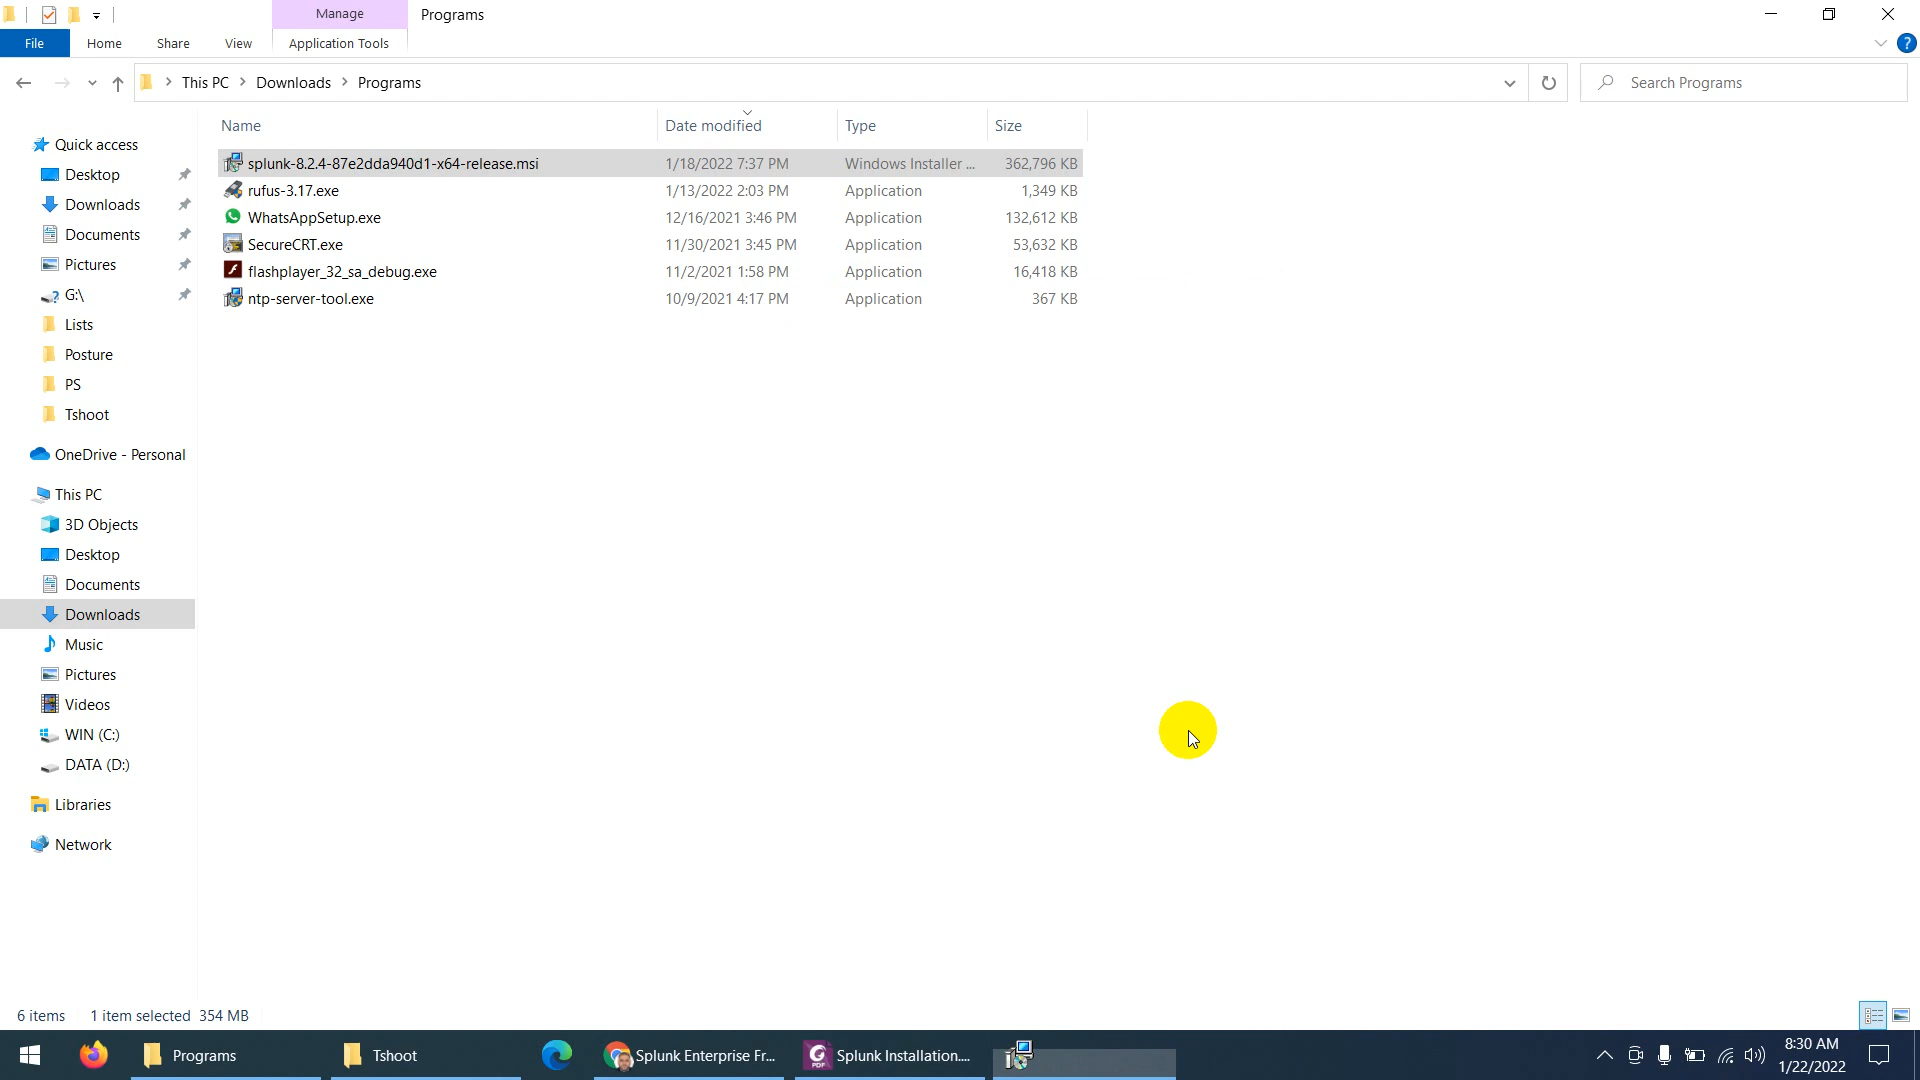 Manage
Programs
File
Home
Share
View
Application Tools
?
This PC
Downloads
Programs
Search Programs
Name
Date modified
Type
Size
splunk-8.2.4-87e2dda940d1-x64-release.msi 1/18/2022 7:37 PM Windows Installer ... 362,796 KB
rufus-3.17.exe 1/13/2022 2:03 PM Application 1,349 KB
WhatsAppSetup.exe 12/16/2021 3:46 PM Application 132,612 KB
SecureCRT.exe 11/30/2021 3:45 PM Application 53,632 KB
flashplayer_32_sa_debug.exe 11/2/2021 1:58 PM Application 16,418 KB
ntp-server-tool.exe 10/9/2021 4:17 PM Application 367 KB
Quick access
Desktop
Downloads
Documents
Pictures
G:\
Lists
Posture
PS
Tshoot
OneDrive - Personal
This PC
3D Objects
Desktop
Documents
Downloads
Music
Pictures
Videos
WIN (C:)
DATA (D:)
Libraries
Network
6 items 1 item selected 354 MB
Programs
Tshoot
Splunk Enterprise Fr...
PDF
Splunk Installation....
8:30 AM
1/22/2022